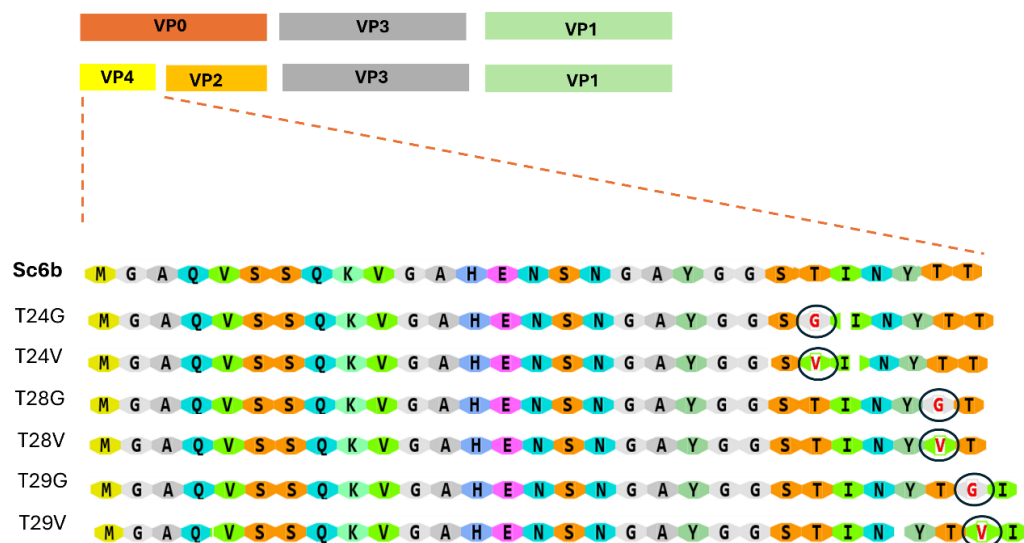 VP0 VP3 VP1
VP4 VP2 VP3 VP1
Sc6b M G A Q V S S Q K V G A H E N S N G A Y G G S T I N Y T T
T24G M G A Q V S S Q K V G A H E N S N G A Y G G S G I N Y T T
T24V M G A Q V S S Q K V G A H E N S N G A Y G G S V I N Y T T
T28G M G A Q V S S Q K V G A H E N S N G A Y G G S T I N Y G T
T28V M G A Q V S S Q K V G A H E N S N G A Y G G S T I N Y V T
T29G M G A Q V S S Q K V G A H E N S N G A Y G G S T I N Y T G I
T29V M G A Q V S S Q K V G A H E N S N G A Y G G S T I N Y T V I